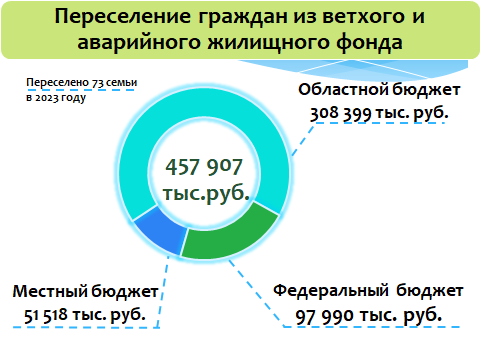 Переселение граждан из ветхого и
аварийного жилищного фонда
Переселено 73 семьи
в 2023 году
Областной бюджет
308 399 тыс. руб.
457 907
тыс.руб.
Местный бюджет
51 518 тыс. руб.
Федеральный бюджет
97 990 тыс. руб.